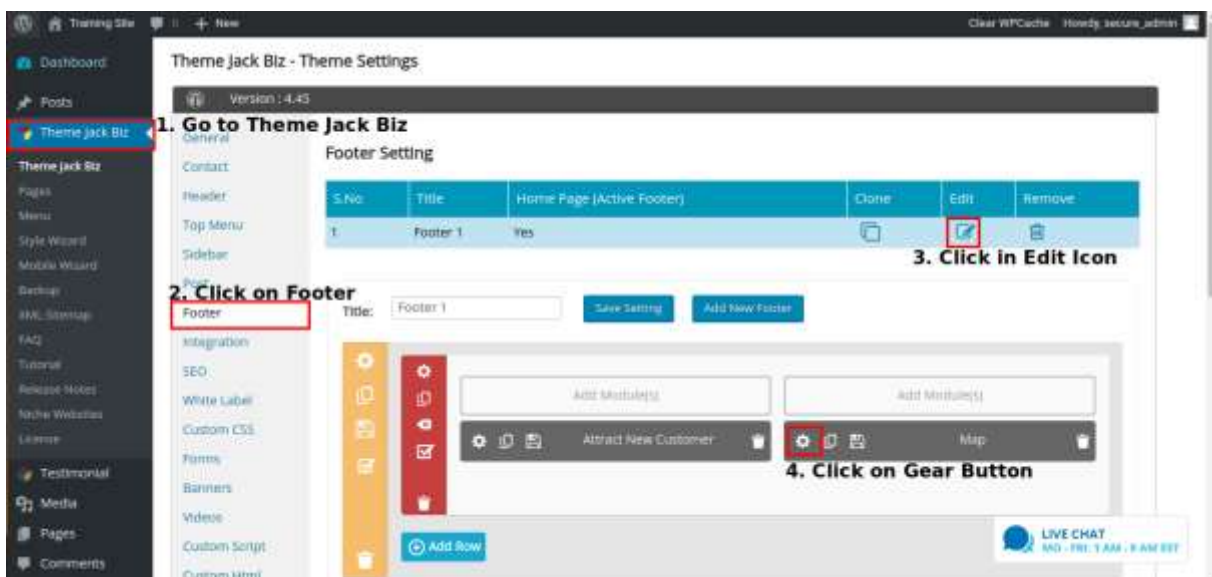 Training Site
New
Clear WPCache
Howdy, secure_admin
Dashboard
Posts
Theme Jack Biz
Theme Jack Biz
Pages
Menu
Style Wizard
Mobile Wizard
Backup
XML Sitemap
FAQ
Tutorial
Release Notes
Niche Websites
License
Testimonial
Media
Pages
Comments
Theme Jack Biz - Theme Settings
Version : 4.45
1. Go to Theme Jack Biz
General
Contact
Header
Top Menu
Sidebar
Post
2. Click on Footer
Footer
Integration
SEO
White Label
Custom CSS
Forms
Banners
Videos
Custom Script
Custom Html
Footer Setting
S.No. Title Home Page (Active Footer) Clone Edit Remove
1 Footer 1 Yes
3. Click in Edit Icon
Title: Footer 1 Save Setting Add New Footer
Add Module(s) Add Module(s)
Attract New Customer Map
4. Click on Gear Button
Add Row
LIVE CHAT
MO - FRI: 1 AM - 9 AM EST